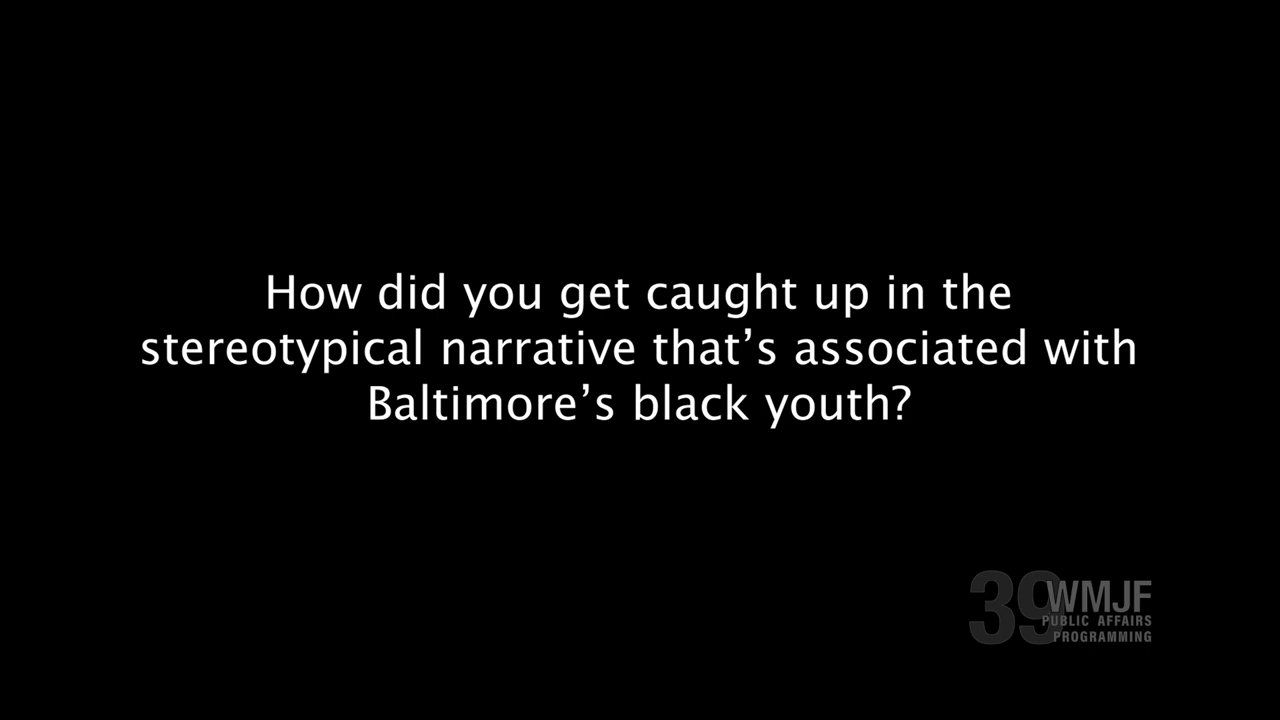 How did you get caught up in the
stereotypical narrative that’s associated with
Baltimore’s black youth?
39 WMJF
PUBLIC AFFAIRS
PROGRAMMING